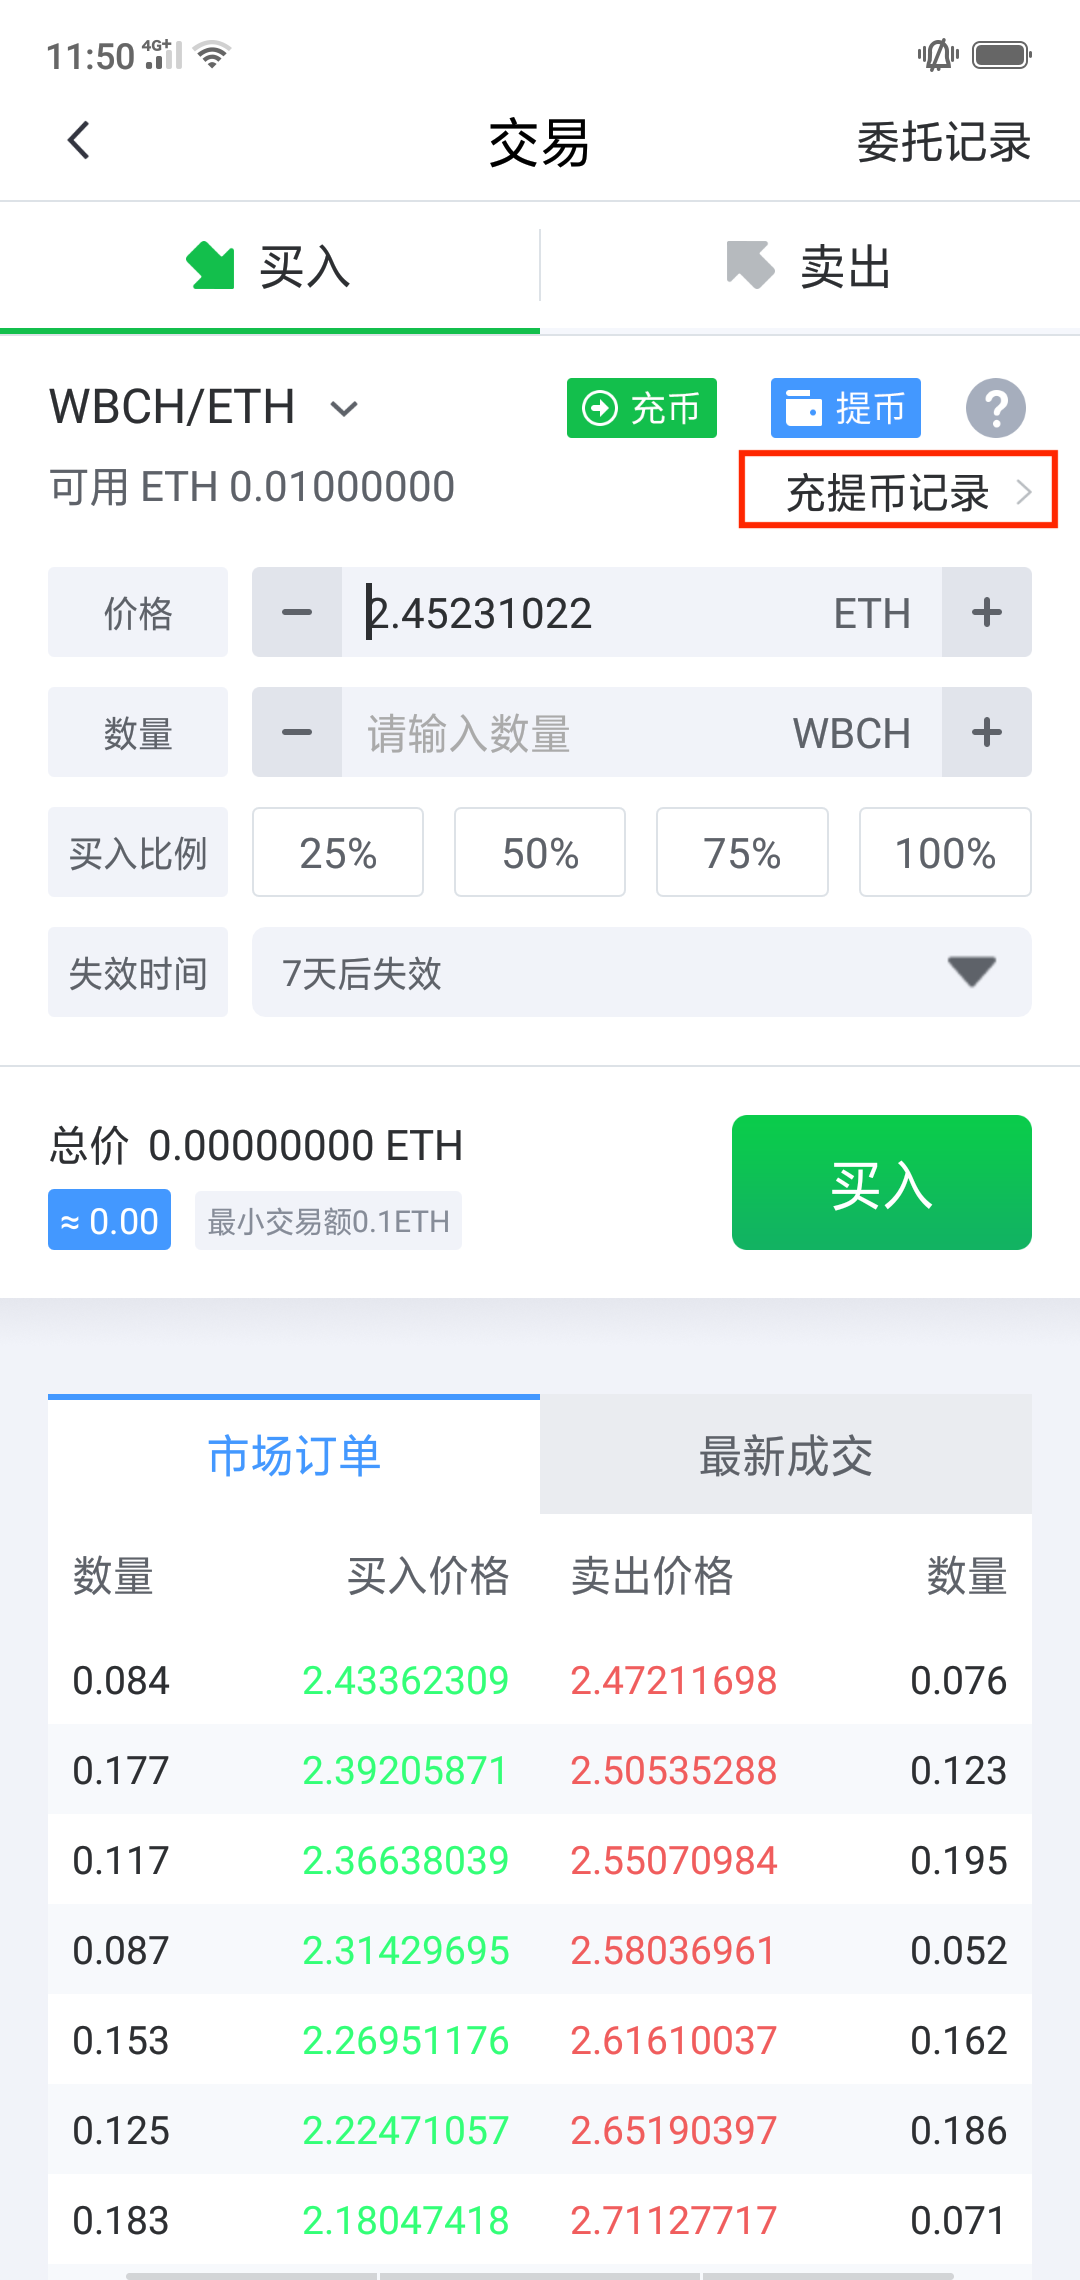 11:50 4G+
交易 委托记录
买入 卖出
WBCH/ETH 充币 提币 ?
可用 ETH 0.01000000 充提币记录
价格 − 2.45231022 ETH +
数量 − 请输入数量 WBCH +
买入比例 25% 50% 75% 100%
失效时间 7天后失效
总价 0.00000000 ETH 买入
≈ 0.00 最小交易额0.1ETH
市场订单 最新成交
数量 买入价格 卖出价格 数量
0.084 2.43362309 2.47211698 0.076
0.177 2.39205871 2.50535288 0.123
0.117 2.36638039 2.55070984 0.195
0.087 2.31429695 2.58036961 0.052
0.153 2.26951176 2.61610037 0.162
0.125 2.22471057 2.65190397 0.186
0.183 2.18047418 2.71127717 0.071